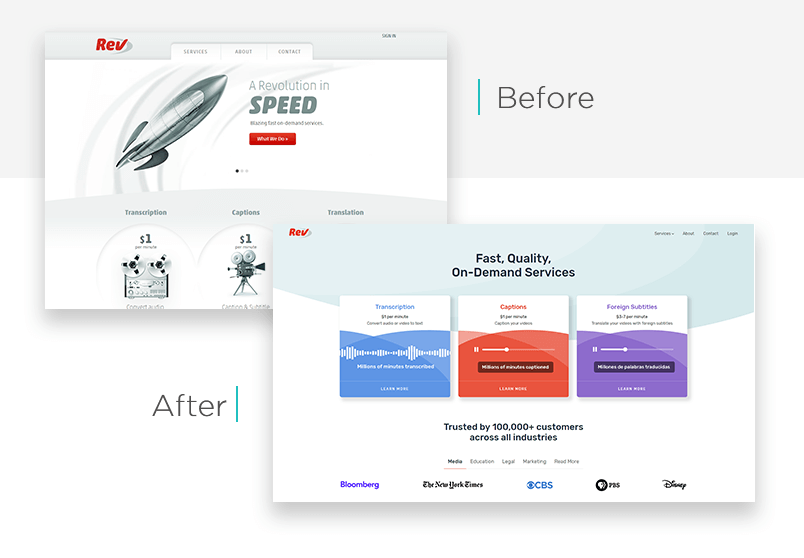 Rev
SIGN IN
SERVICES
ABOUT
CONTACT
A Revolution in
SPEED
Blazing fast on-demand services.
What We Do »
Before
Transcription
Captions
Translation
$1
per minute
$1
per minute
Convert audio
Caption & Subtitle
Rev
Services
About
Contact
Login
Fast, Quality,
On-Demand Services
Transcription
$1 per minute
Convert audio or video to text
Millions of minutes transcribed
LEARN MORE
Captions
$1 per minute
Caption your videos
Millions of minutes captioned
LEARN MORE
Foreign Subtitles
$3-7 per minute
Translate your videos with foreign subtitles
Millones de palabras traducidas
LEARN MORE
After
Trusted by 100,000+ customers
across all industries
Media
Education
Legal
Marketing
Read More
Bloomberg
The New York Times
CBS
PBS
Disney